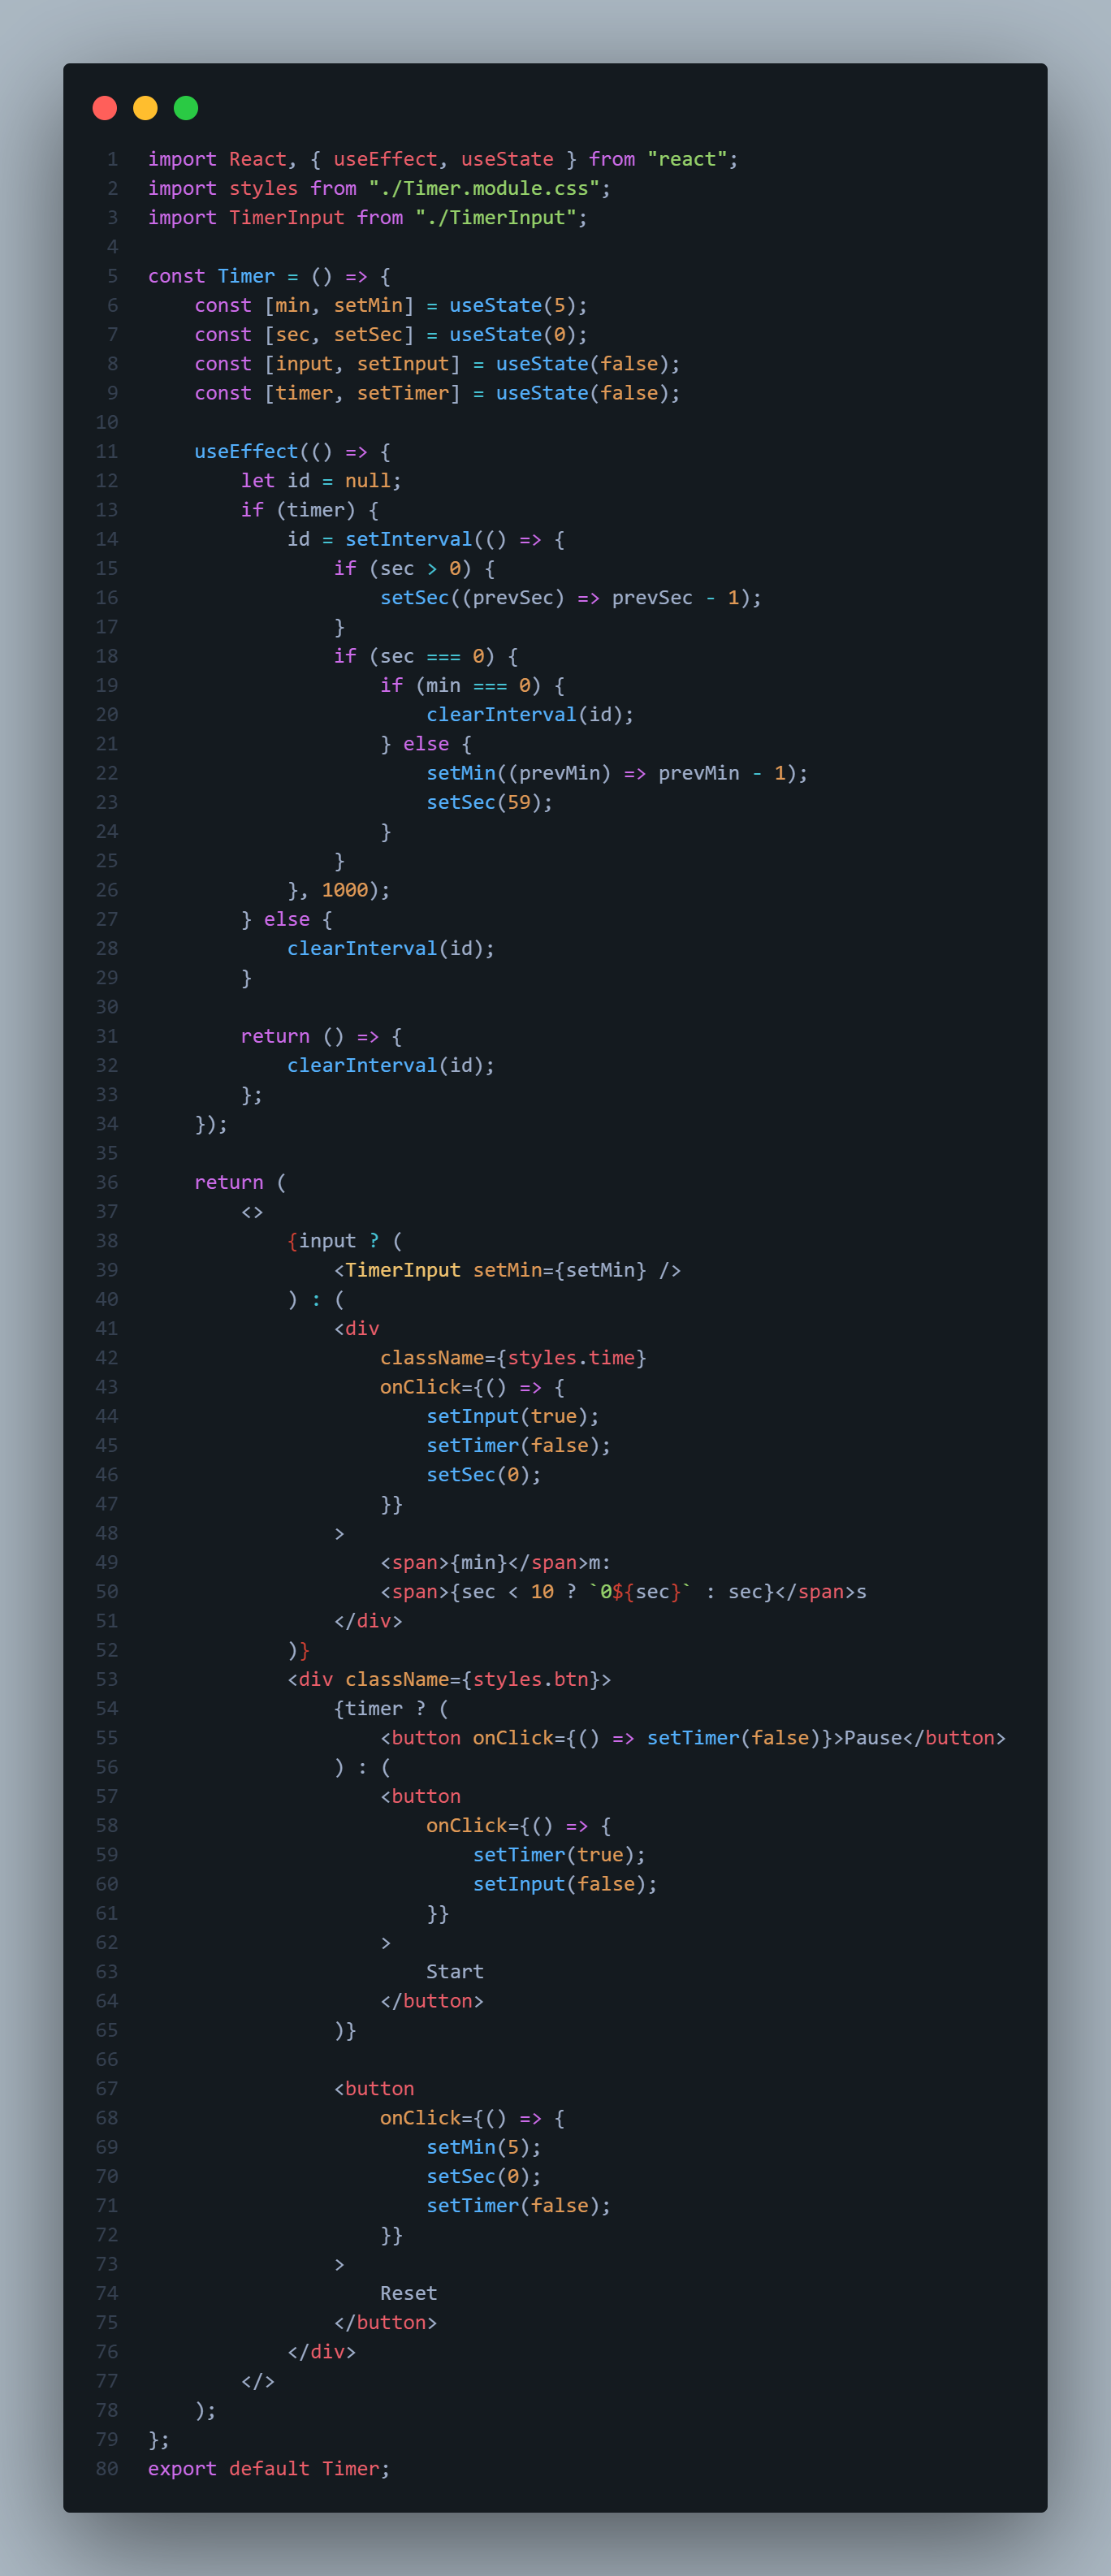 1 import React, { useEffect, useState } from "react";
2 import styles from "./Timer.module.css";
3 import TimerInput from "./TimerInput";
4
5 const Timer = () => {
6     const [min, setMin] = useState(5);
7     const [sec, setSec] = useState(0);
8     const [input, setInput] = useState(false);
9     const [timer, setTimer] = useState(false);
10
11     useEffect(() => {
12         let id = null;
13         if (timer) {
14             id = setInterval(() => {
15                 if (sec > 0) {
16                     setSec((prevSec) => prevSec - 1);
17                 }
18                 if (sec === 0) {
19                     if (min === 0) {
20                         clearInterval(id);
21                     } else {
22                         setMin((prevMin) => prevMin - 1);
23                         setSec(59);
24                     }
25                 }
26             }, 1000);
27         } else {
28             clearInterval(id);
29         }
30
31         return () => {
32             clearInterval(id);
33         };
34     });
35
36     return (
37         <>
38             {input ? (
39                 <TimerInput setMin={setMin} />
40             ) : (
41                 <div
42                     className={styles.time}
43                     onClick={() => {
44                         setInput(true);
45                         setTimer(false);
46                         setSec(0);
47                     }}
48                 >
49                     <span>{min}</span>m:
50                     <span>{sec < 10 ? `0${sec}` : sec}</span>s
51                 </div>
52             )}
53             <div className={styles.btn}>
54                 {timer ? (
55                     <button onClick={() => setTimer(false)}>Pause</button>
56                 ) : (
57                     <button
58                         onClick={() => {
59                             setTimer(true);
60                             setInput(false);
61                         }}
62                     >
63                         Start
64                     </button>
65                 )}
66
67                 <button
68                     onClick={() => {
69                         setMin(5);
70                         setSec(0);
71                         setTimer(false);
72                     }}
73                 >
74                     Reset
75                 </button>
76             </div>
77         </>
78     );
79 };
80 export default Timer;